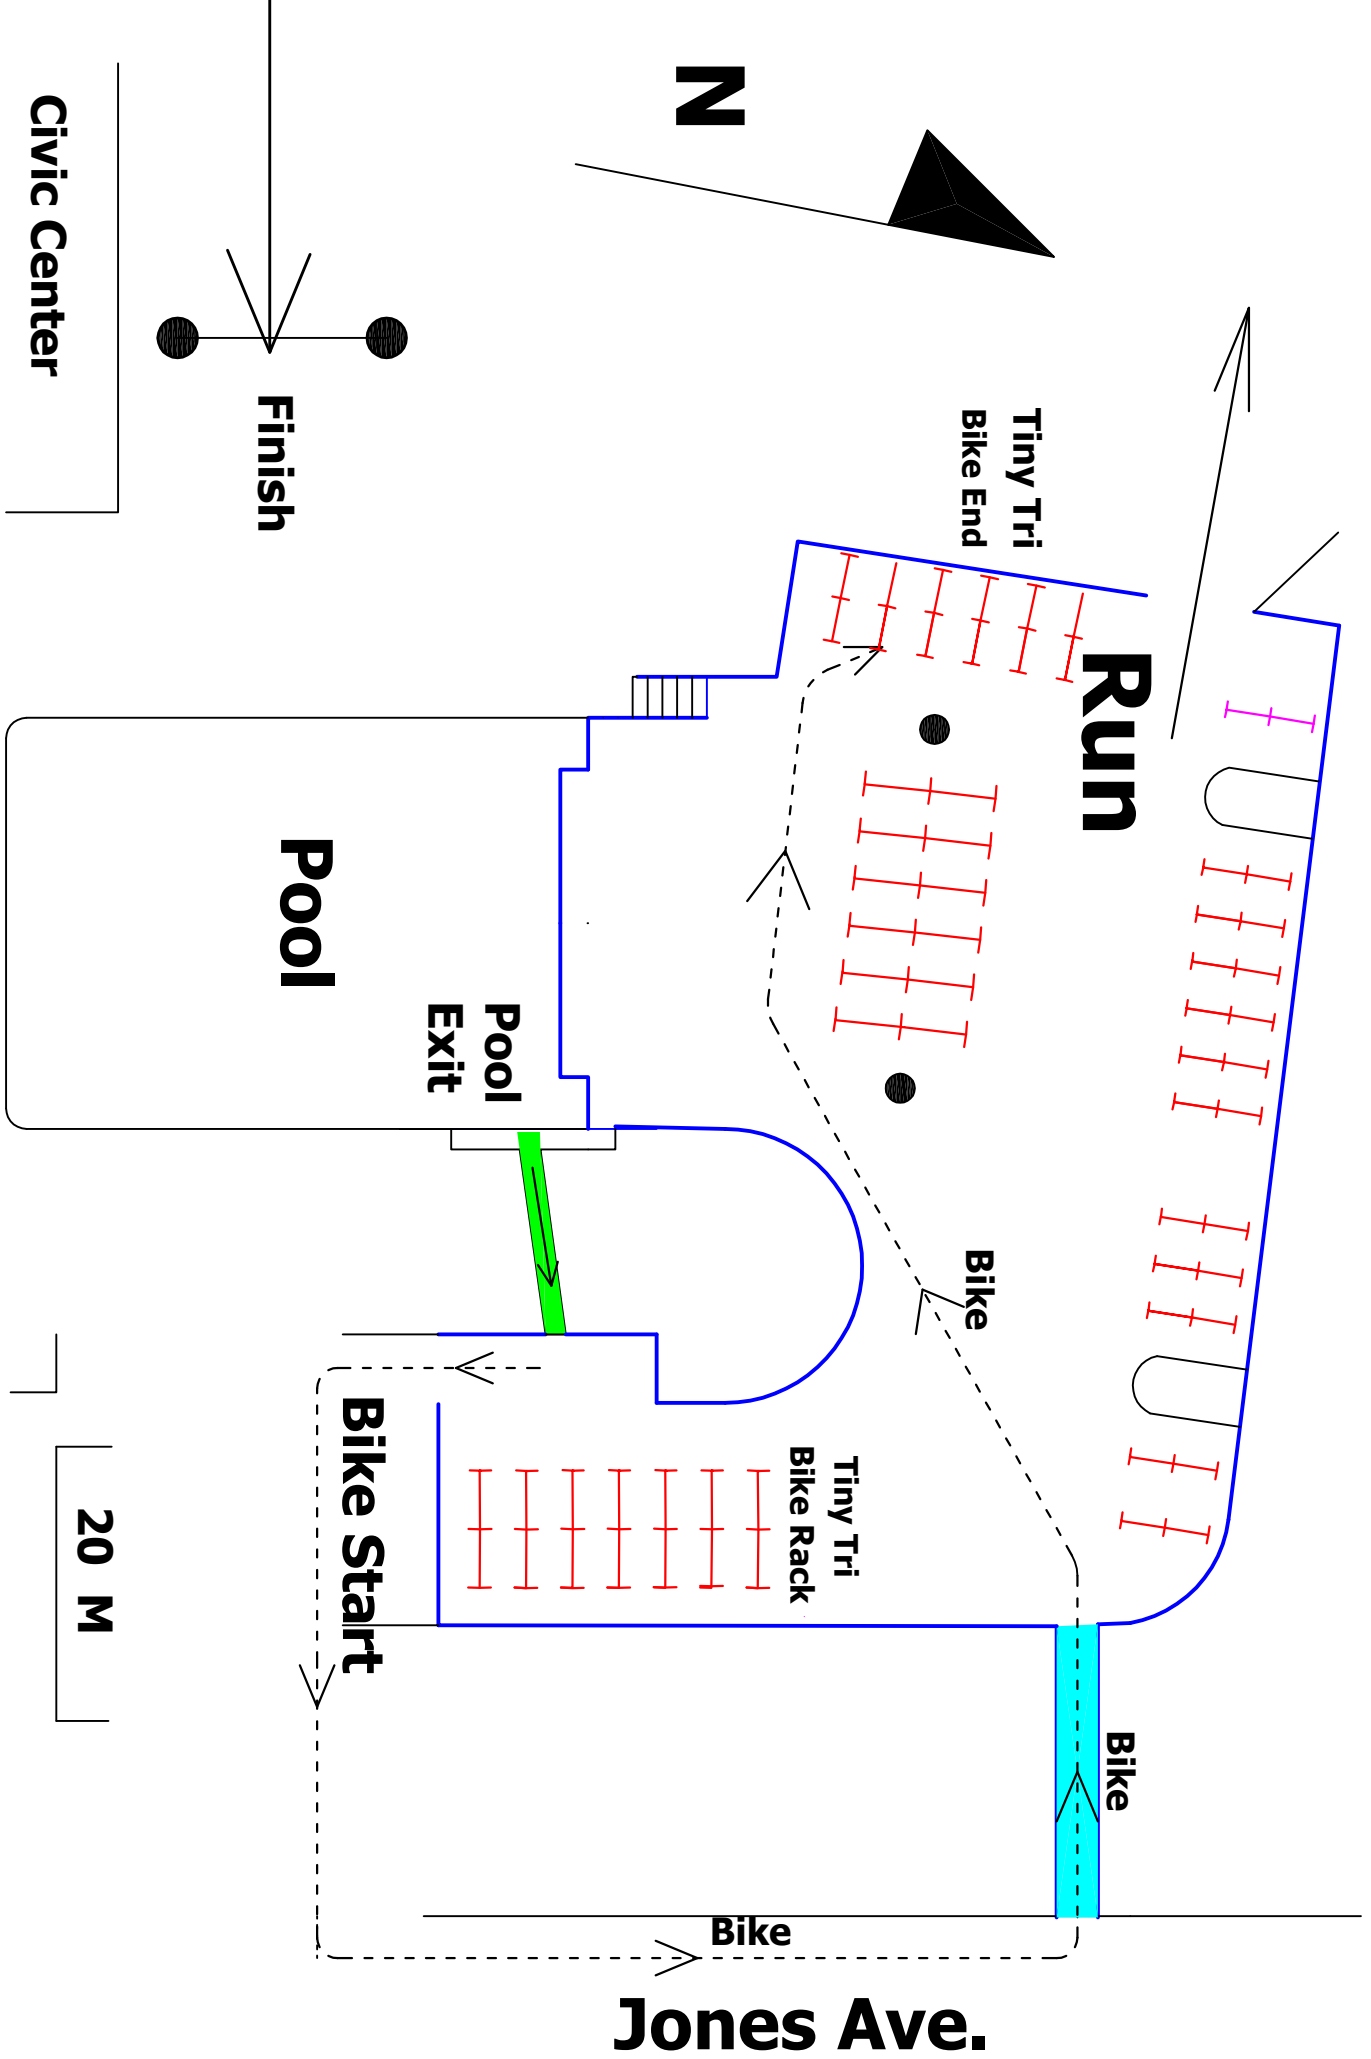 N
Civic Center
Finish
Tiny Tri
Bike End
Run
Pool
Pool
Exit
Bike
Bike Start
Tiny Tri
Bike Rack
20 M
Bike
Bike
Jones Ave.